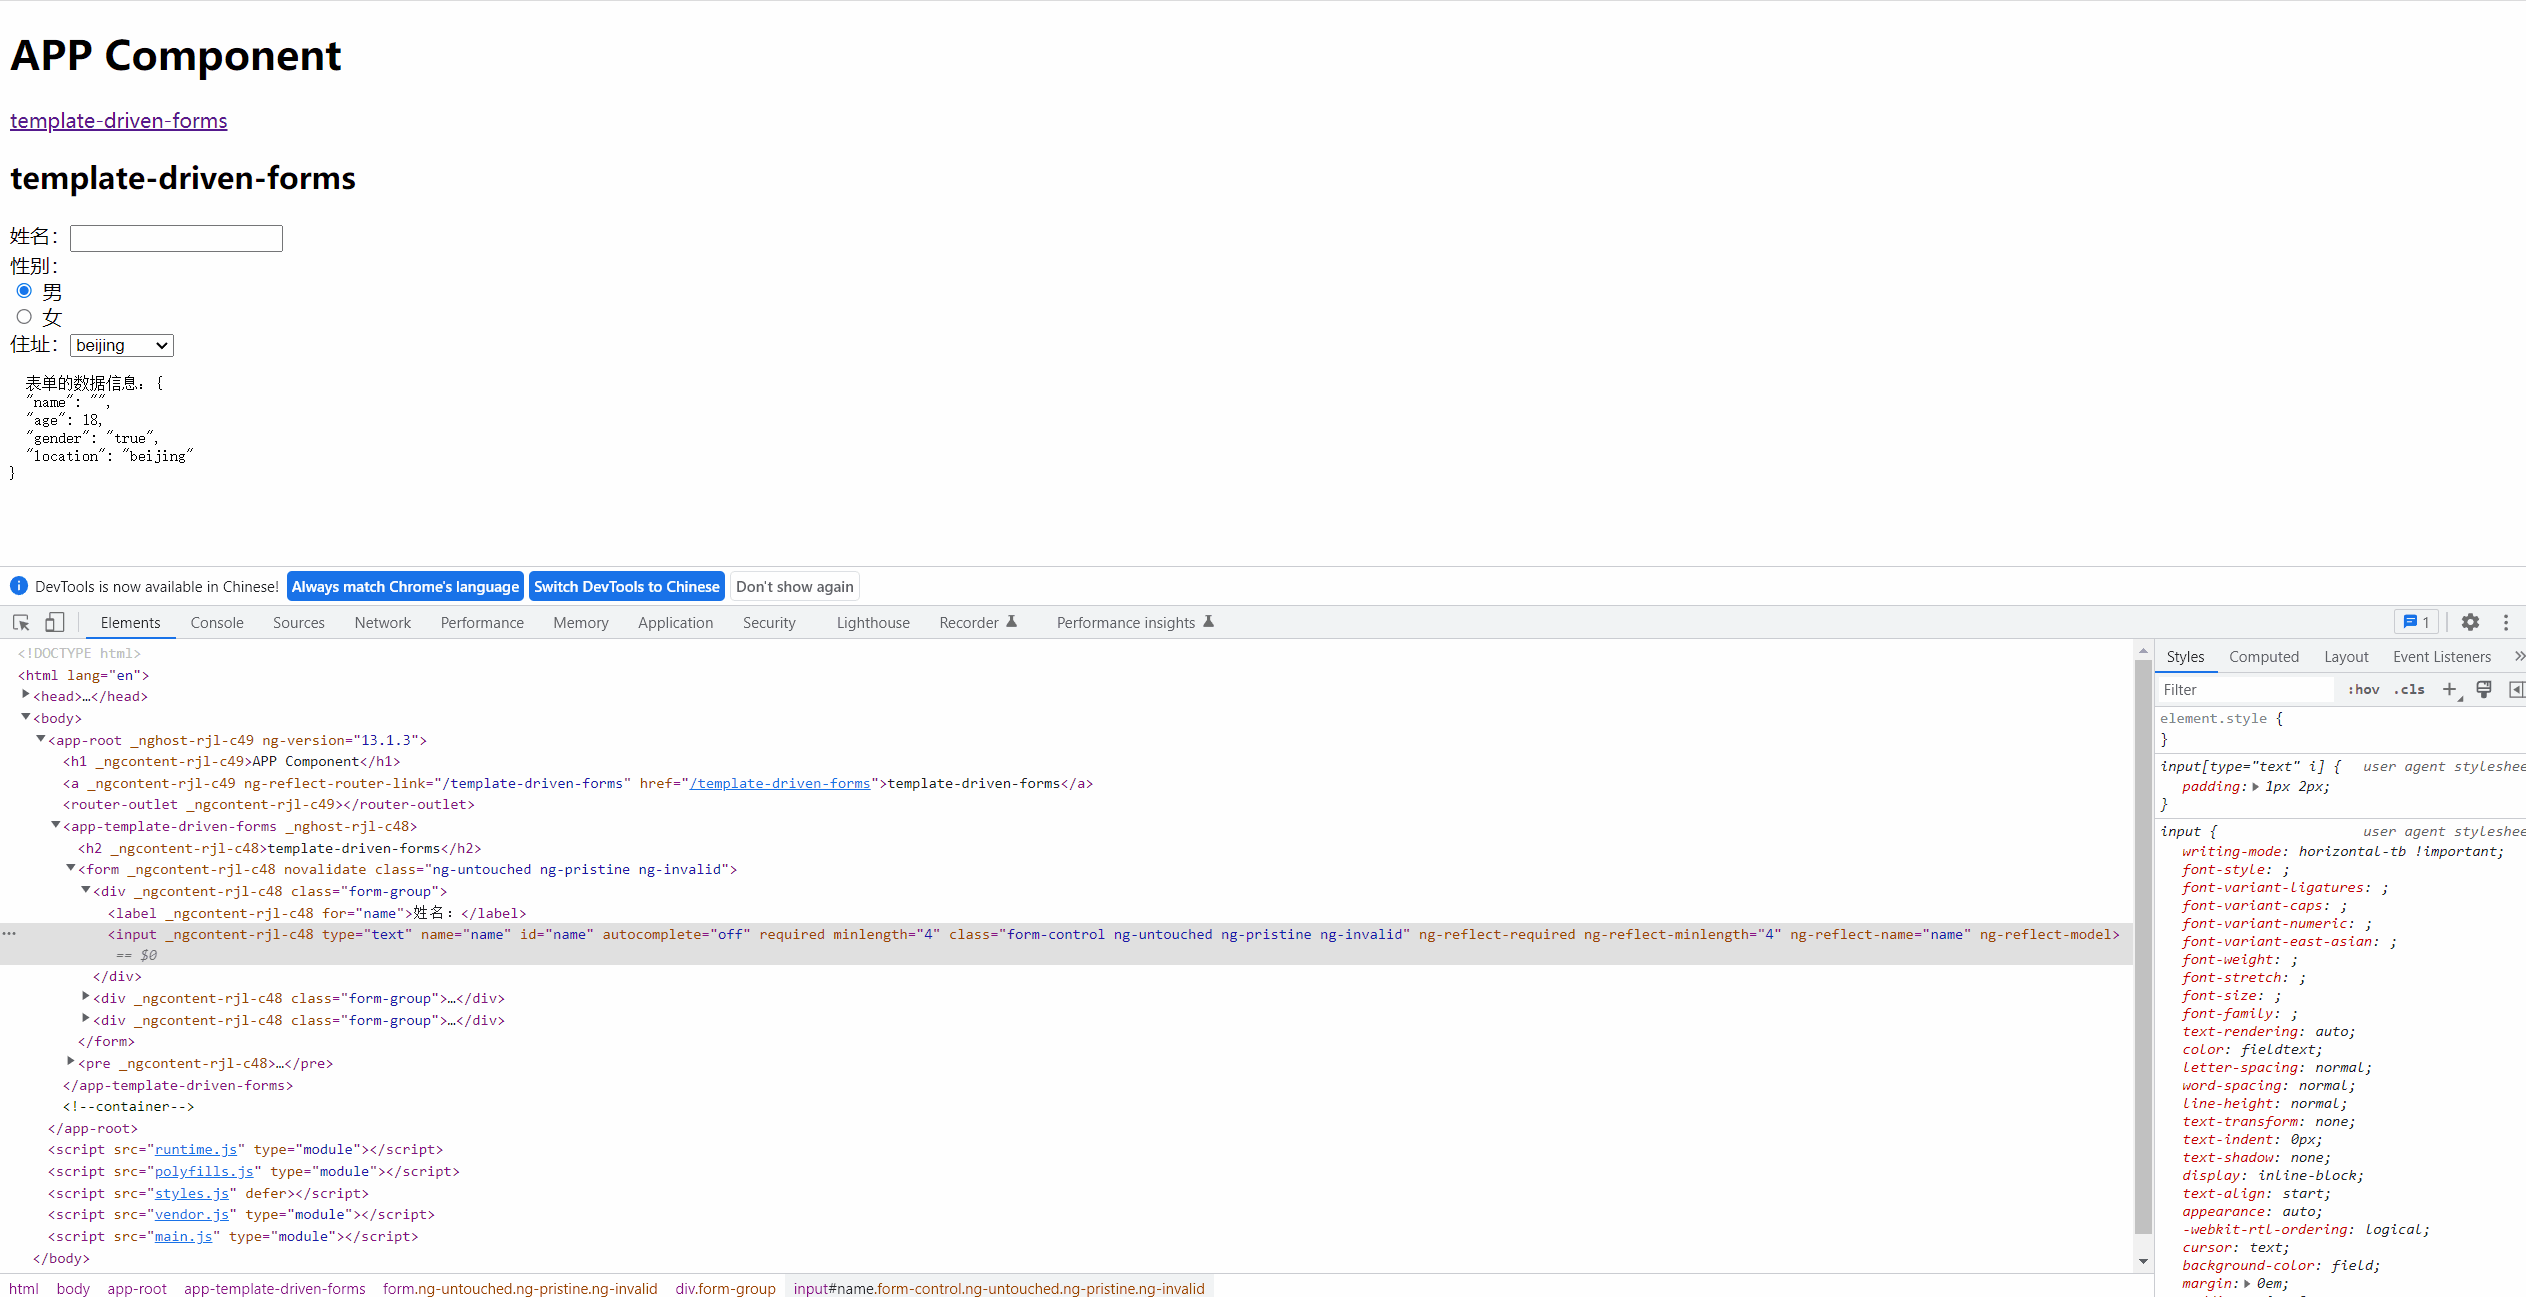 APP Component
template-driven-forms
template-driven-forms
姓名：
性别：
男
女
住址： beijing
表单的数据信息：{
"name": "",
"age": 18,
"gender": "true",
"location": "beijing"
}
DevTools is now available in Chinese! Always match Chrome's language Switch DevTools to Chinese Don't show again
Elements Console Sources Network Performance Memory Application Security Lighthouse Recorder Performance insights 1
<!DOCTYPE html>
<html lang="en">
<head>…</head>
<body>
<app-root _nghost-rjl-c49 ng-version="13.1.3">
<h1 _ngcontent-rjl-c49>APP Component</h1>
<a _ngcontent-rjl-c49 ng-reflect-router-link="/template-driven-forms" href="/template-driven-forms">template-driven-forms</a>
<router-outlet _ngcontent-rjl-c49></router-outlet>
<app-template-driven-forms _nghost-rjl-c48>
<h2 _ngcontent-rjl-c48>template-driven-forms</h2>
<form _ngcontent-rjl-c48 novalidate class="ng-untouched ng-pristine ng-invalid">
<div _ngcontent-rjl-c48 class="form-group">
<label _ngcontent-rjl-c48 for="name">姓名：</label>
<input _ngcontent-rjl-c48 type="text" name="name" id="name" autocomplete="off" required minlength="4" class="form-control ng-untouched ng-pristine ng-invalid" ng-reflect-required ng-reflect-minlength="4" ng-reflect-name="name" ng-reflect-model>
== $0
</div>
<div _ngcontent-rjl-c48 class="form-group">…</div>
<div _ngcontent-rjl-c48 class="form-group">…</div>
</form>
<pre _ngcontent-rjl-c48>…</pre>
</app-template-driven-forms>
<!--container-->
</app-root>
<script src="runtime.js" type="module"></script>
<script src="polyfills.js" type="module"></script>
<script src="styles.js" defer></script>
<script src="vendor.js" type="module"></script>
<script src="main.js" type="module"></script>
</body>
html body app-root app-template-driven-forms form.ng-untouched.ng-pristine.ng-invalid div.form-group input#name.form-control.ng-untouched.ng-pristine.ng-invalid
Styles Computed Layout Event Listeners
Filter :hov .cls
element.style {
}
input[type="text" i] { user agent styleshee
padding: 1px 2px;
}
input { user agent styleshee
writing-mode: horizontal-tb !important;
font-style: ;
font-variant-ligatures: ;
font-variant-caps: ;
font-variant-numeric: ;
font-variant-east-asian: ;
font-weight: ;
font-stretch: ;
font-size: ;
font-family: ;
text-rendering: auto;
color: fieldtext;
letter-spacing: normal;
word-spacing: normal;
line-height: normal;
text-transform: none;
text-indent: 0px;
text-shadow: none;
display: inline-block;
text-align: start;
appearance: auto;
-webkit-rtl-ordering: logical;
cursor: text;
background-color: field;
margin: 0em;